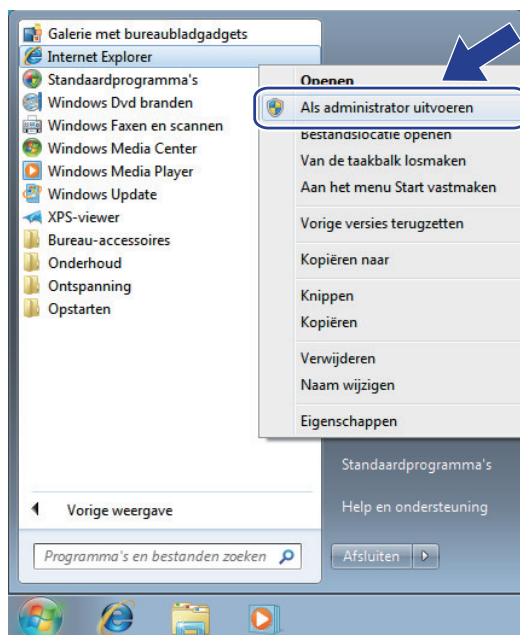 Galerie met bureaubladgadgets
Internet Explorer
Standaardprogramma's
Windows Dvd branden
Windows Faxen en scannen
Windows Media Center
Windows Media Player
Windows Update
XPS-viewer
Bureau-accessoires
Onderhoud
Ontspanning
Opstarten
Vorige weergave
Programma's en bestanden zoeken
Openen
Als administrator uitvoeren
Bestandslocatie openen
Van de taakbalk losmaken
Aan het menu Start vastmaken
Vorige versies terugzetten
Kopiëren naar
Knippen
Kopiëren
Verwijderen
Naam wijzigen
Eigenschappen
Standaardprogramma's
Help en ondersteuning
Afsluiten